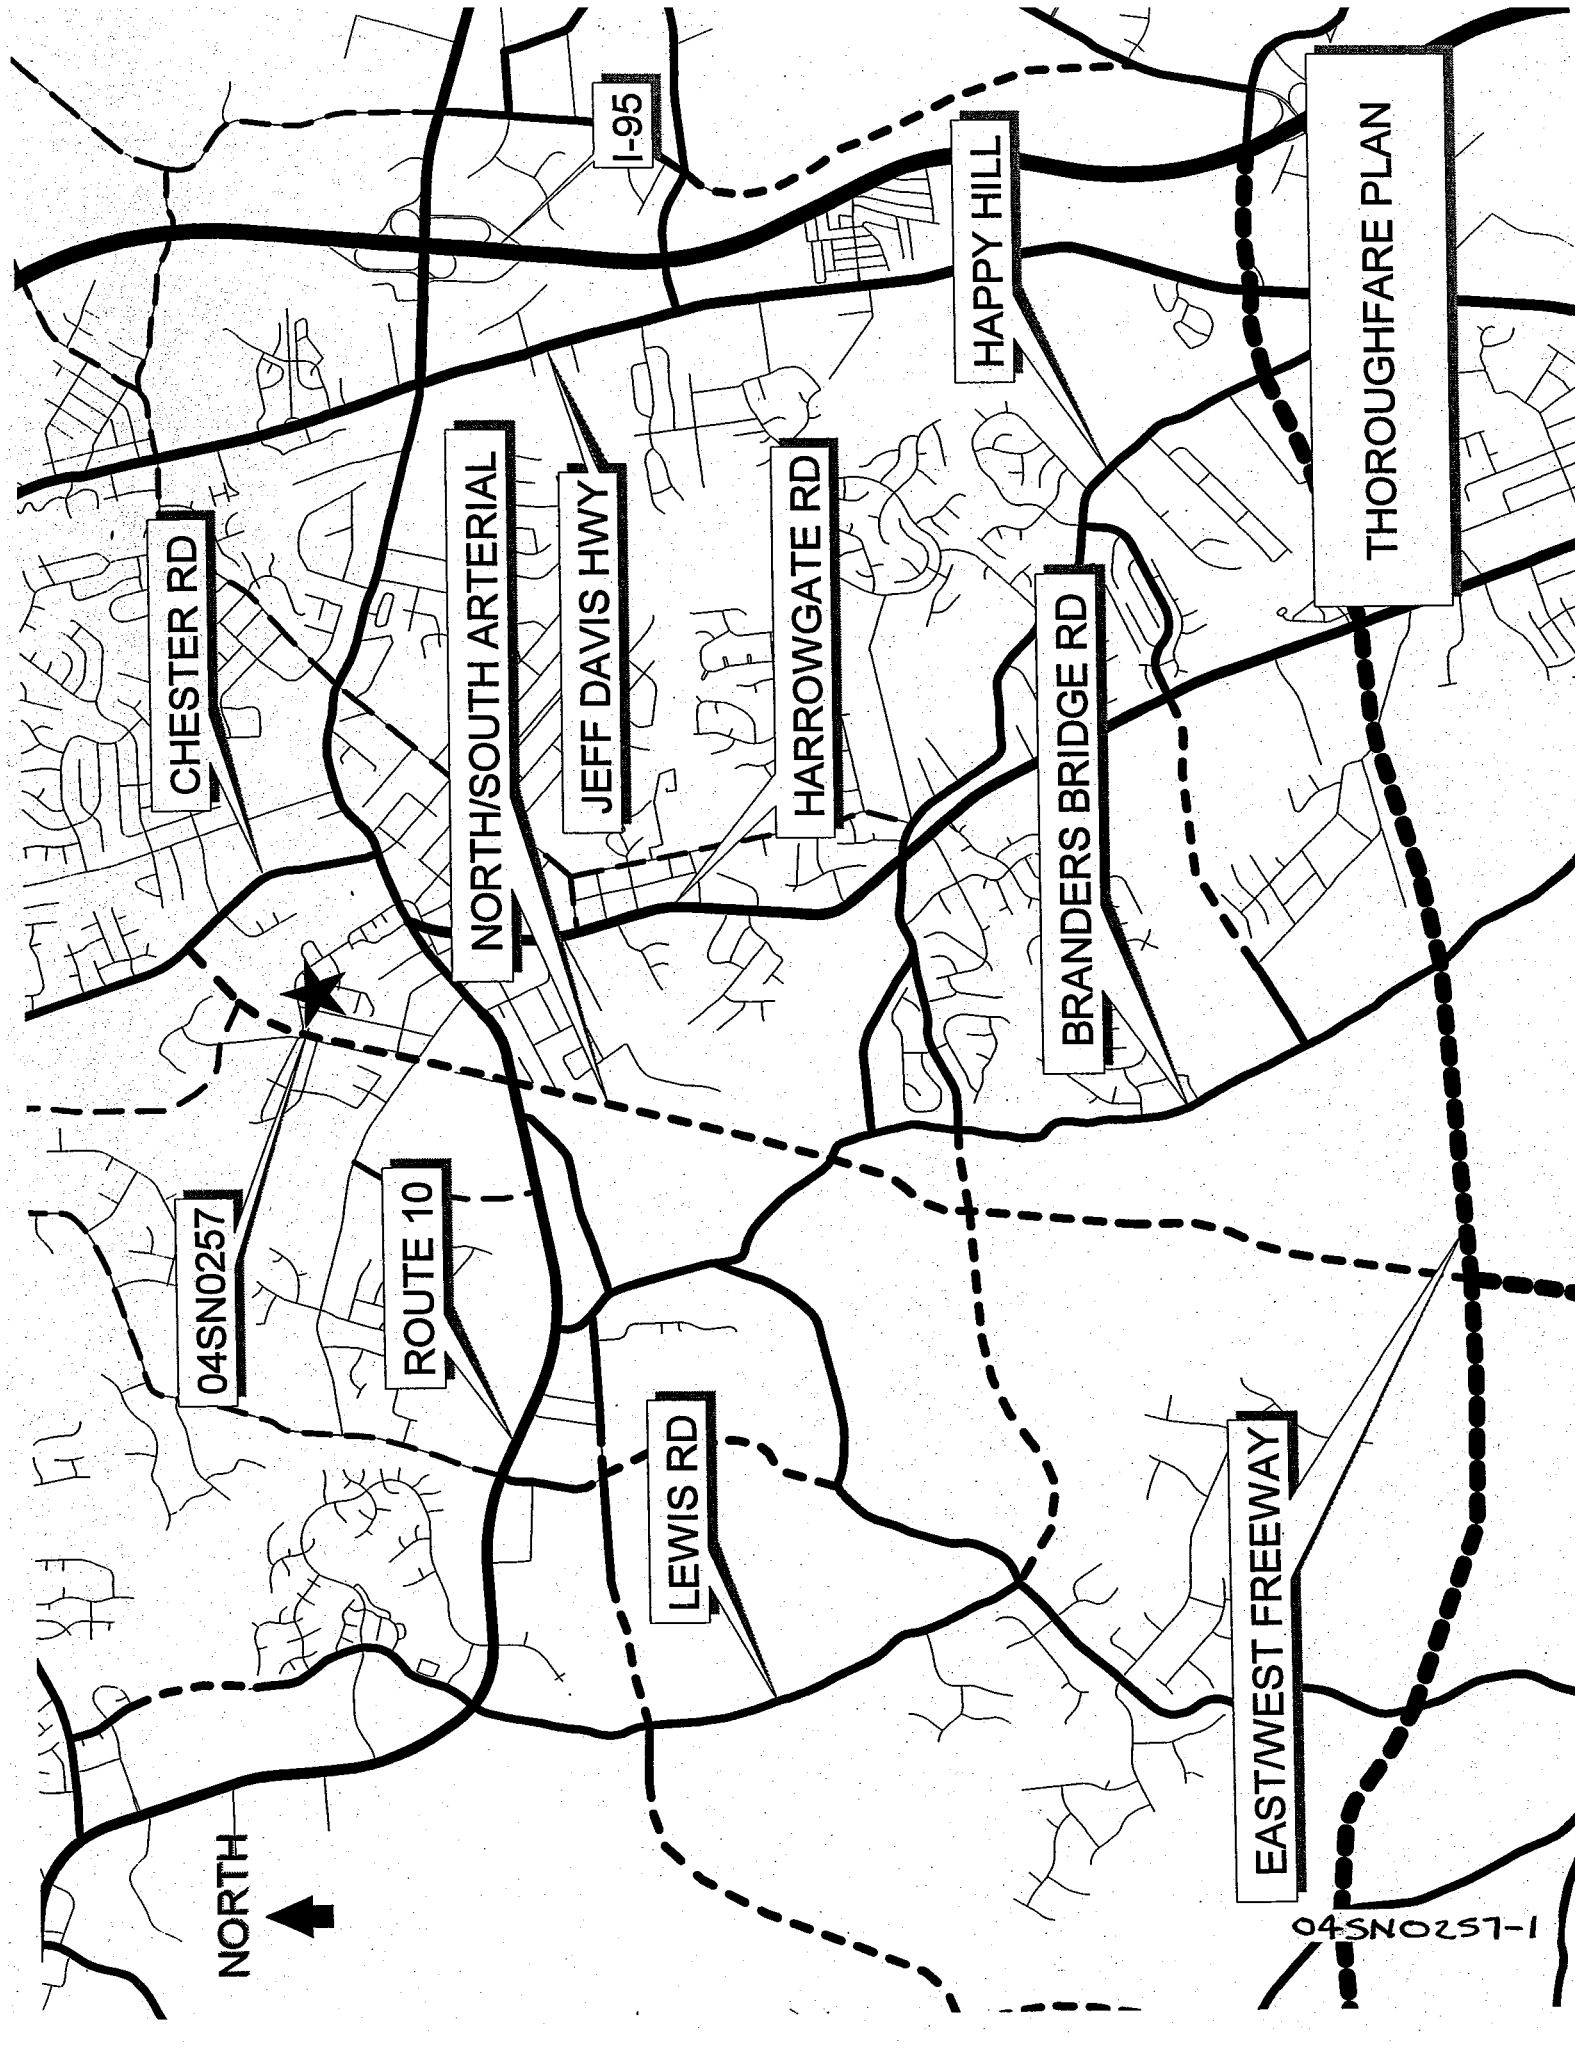 NORTH
CHESTER RD
04SN0257
ROUTE 10
NORTH/SOUTH ARTERIAL
I-95
JEFF DAVIS HWY
LEWIS RD
HARROWGATE RD
HAPPY HILL
BRANDERS BRIDGE RD
EAST/WEST FREEWAY
THOROUGHFARE PLAN
04SN0257-1